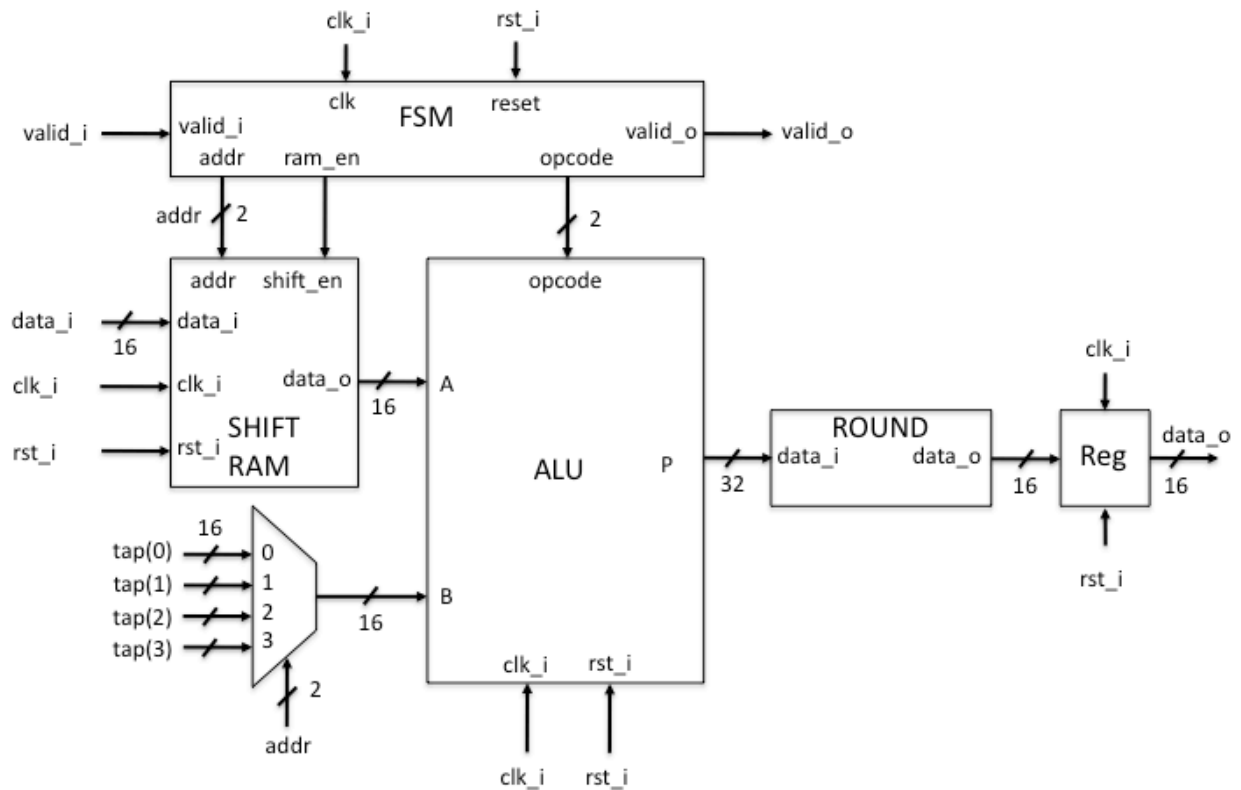 clk_i
rst_i
clk
reset
FSM
valid_i
valid_i
valid_o
valid_o
addr
ram_en
opcode
addr
2
2
addr
shift_en
opcode
data_i
16
data_i
clk_i
clk_i
data_o
16
A
rst_i
rst_i
SHIFT
RAM
ALU
P
32
ROUND
data_i
data_o
16
clk_i
Reg
data_o
16
rst_i
16
tap(0)
0
tap(1)
1
tap(2)
2
tap(3)
3
16
B
2
addr
clk_i
rst_i
clk_i
rst_i